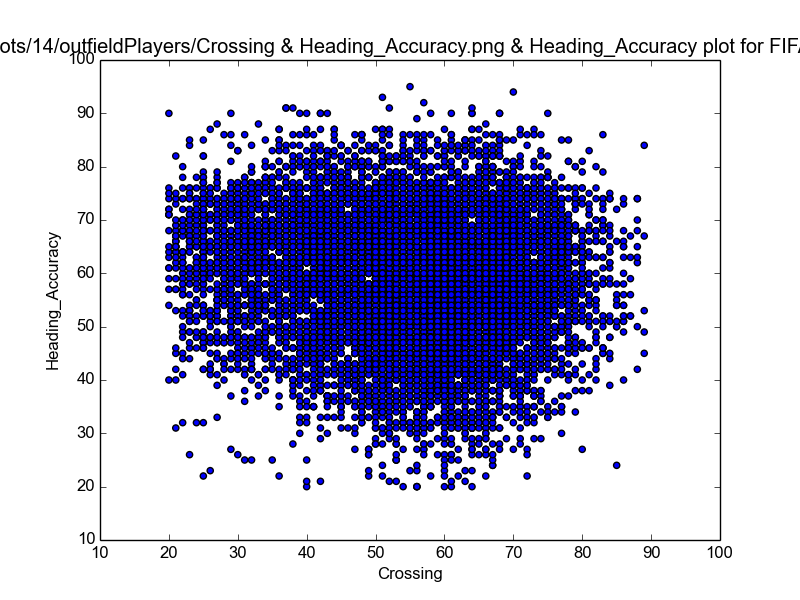 ots/14/outfieldPlayers/Crossing & Heading_Accuracy.png & Heading_Accuracy plot for FIFA
100
90
80
70
60
50
40
30
20
10
Heading_Accuracy
10 20 30 40 50 60 70 80 90 100
Crossing